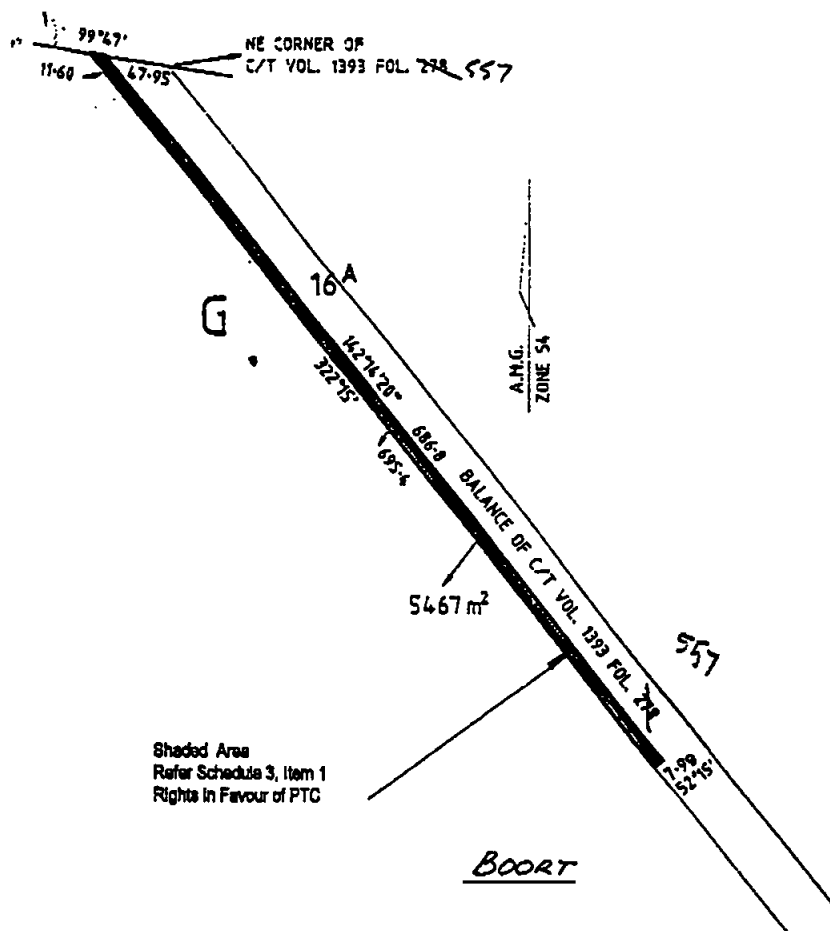 99°47'
NE CORNER OF
C/T VOL. 1393 FOL. 278 557
11·60
47·95
16 A
G
A.M.G.
ZONE 54
142°14'20"
322°15'
686·8
695·4
BALANCE OF C/T VOL. 1393 FOL. 278
557
5467 m²
Shaded Area
Refer Schedule 3, Item 1
Rights in Favour of PTC
7·99
52°15'
BOORT